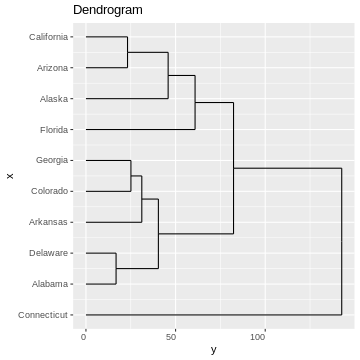 Dendrogram
California
Arizona
Alaska
Florida
Georgia
Colorado
Arkansas
Delaware
Alabama
Connecticut
x
0 50 100
y